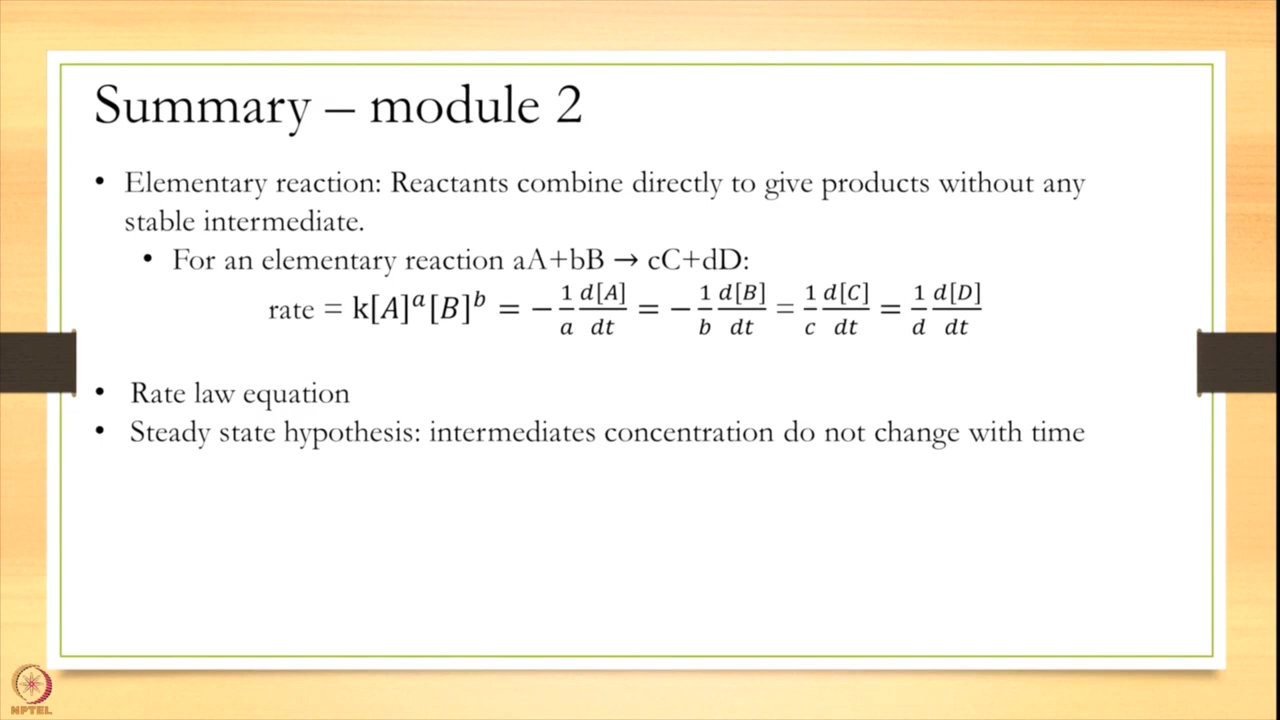 Summary – module 2
• Elementary reaction: Reactants combine directly to give products without any
stable intermediate.
• For an elementary reaction aA+bB → cC+dD:
rate = k[A]ᵃ[B]ᵇ = −(1/a) d[A]/dt = −(1/b) d[B]/dt = (1/c) d[C]/dt = (1/d) d[D]/dt
• Rate law equation
• Steady state hypothesis: intermediates concentration do not change with time
NPTEL